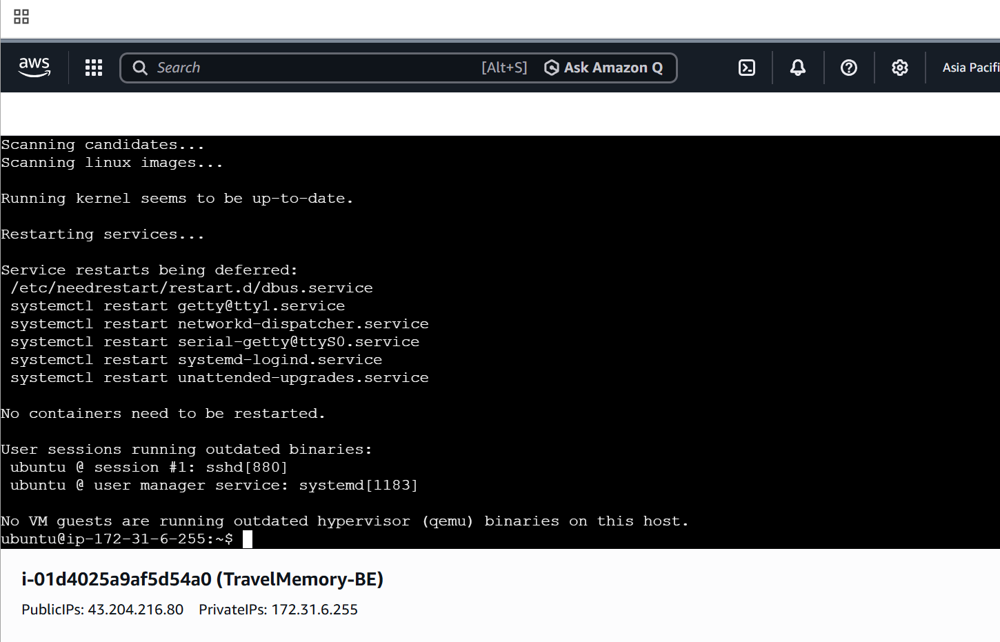 aws
Search [Alt+S] Ask Amazon Q Asia Pacifi
Scanning candidates...
Scanning linux images...
Running kernel seems to be up-to-date.
Restarting services...
Service restarts being deferred:
/etc/needrestart/restart.d/dbus.service
systemctl restart getty@tty1.service
systemctl restart networkd-dispatcher.service
systemctl restart serial-getty@ttyS0.service
systemctl restart systemd-logind.service
systemctl restart unattended-upgrades.service
No containers need to be restarted.
User sessions running outdated binaries:
ubuntu @ session #1: sshd[880]
ubuntu @ user manager service: systemd[1183]
No VM guests are running outdated hypervisor (qemu) binaries on this host.
ubuntu@ip-172-31-6-255:~$
i-01d4025a9af5d54a0 (TravelMemory-BE)
PublicIPs: 43.204.216.80 PrivateIPs: 172.31.6.255